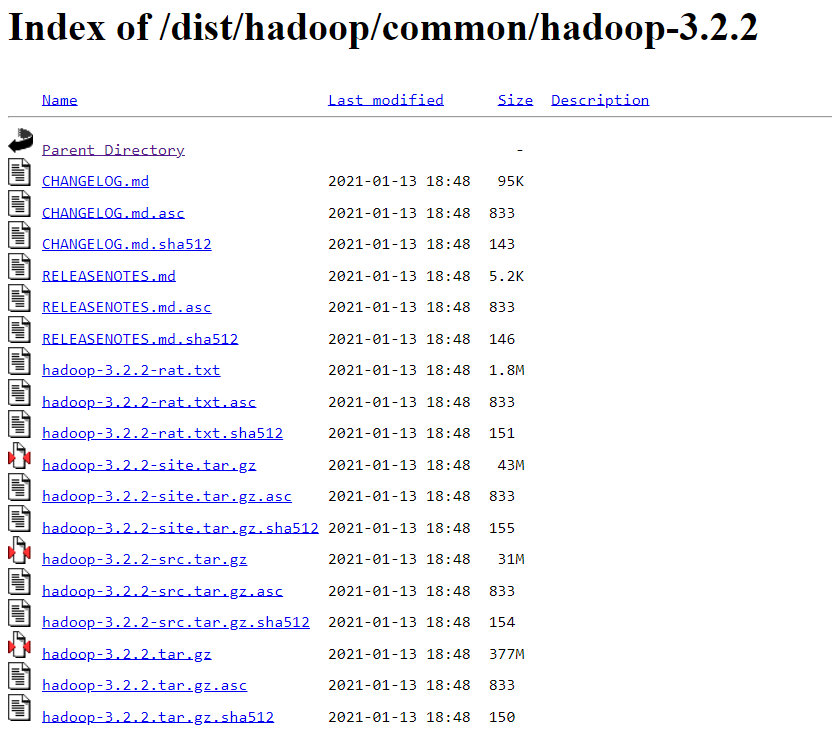 Index of /dist/hadoop/common/hadoop-3.2.2
Name Last modified Size Description
Parent Directory -
CHANGELOG.md 2021-01-13 18:48 95K
CHANGELOG.md.asc 2021-01-13 18:48 833
CHANGELOG.md.sha512 2021-01-13 18:48 143
RELEASENOTES.md 2021-01-13 18:48 5.2K
RELEASENOTES.md.asc 2021-01-13 18:48 833
RELEASENOTES.md.sha512 2021-01-13 18:48 146
hadoop-3.2.2-rat.txt 2021-01-13 18:48 1.8M
hadoop-3.2.2-rat.txt.asc 2021-01-13 18:48 833
hadoop-3.2.2-rat.txt.sha512 2021-01-13 18:48 151
hadoop-3.2.2-site.tar.gz 2021-01-13 18:48 43M
hadoop-3.2.2-site.tar.gz.asc 2021-01-13 18:48 833
hadoop-3.2.2-site.tar.gz.sha512 2021-01-13 18:48 155
hadoop-3.2.2-src.tar.gz 2021-01-13 18:48 31M
hadoop-3.2.2-src.tar.gz.asc 2021-01-13 18:48 833
hadoop-3.2.2-src.tar.gz.sha512 2021-01-13 18:48 154
hadoop-3.2.2.tar.gz 2021-01-13 18:48 377M
hadoop-3.2.2.tar.gz.asc 2021-01-13 18:48 833
hadoop-3.2.2.tar.gz.sha512 2021-01-13 18:48 150